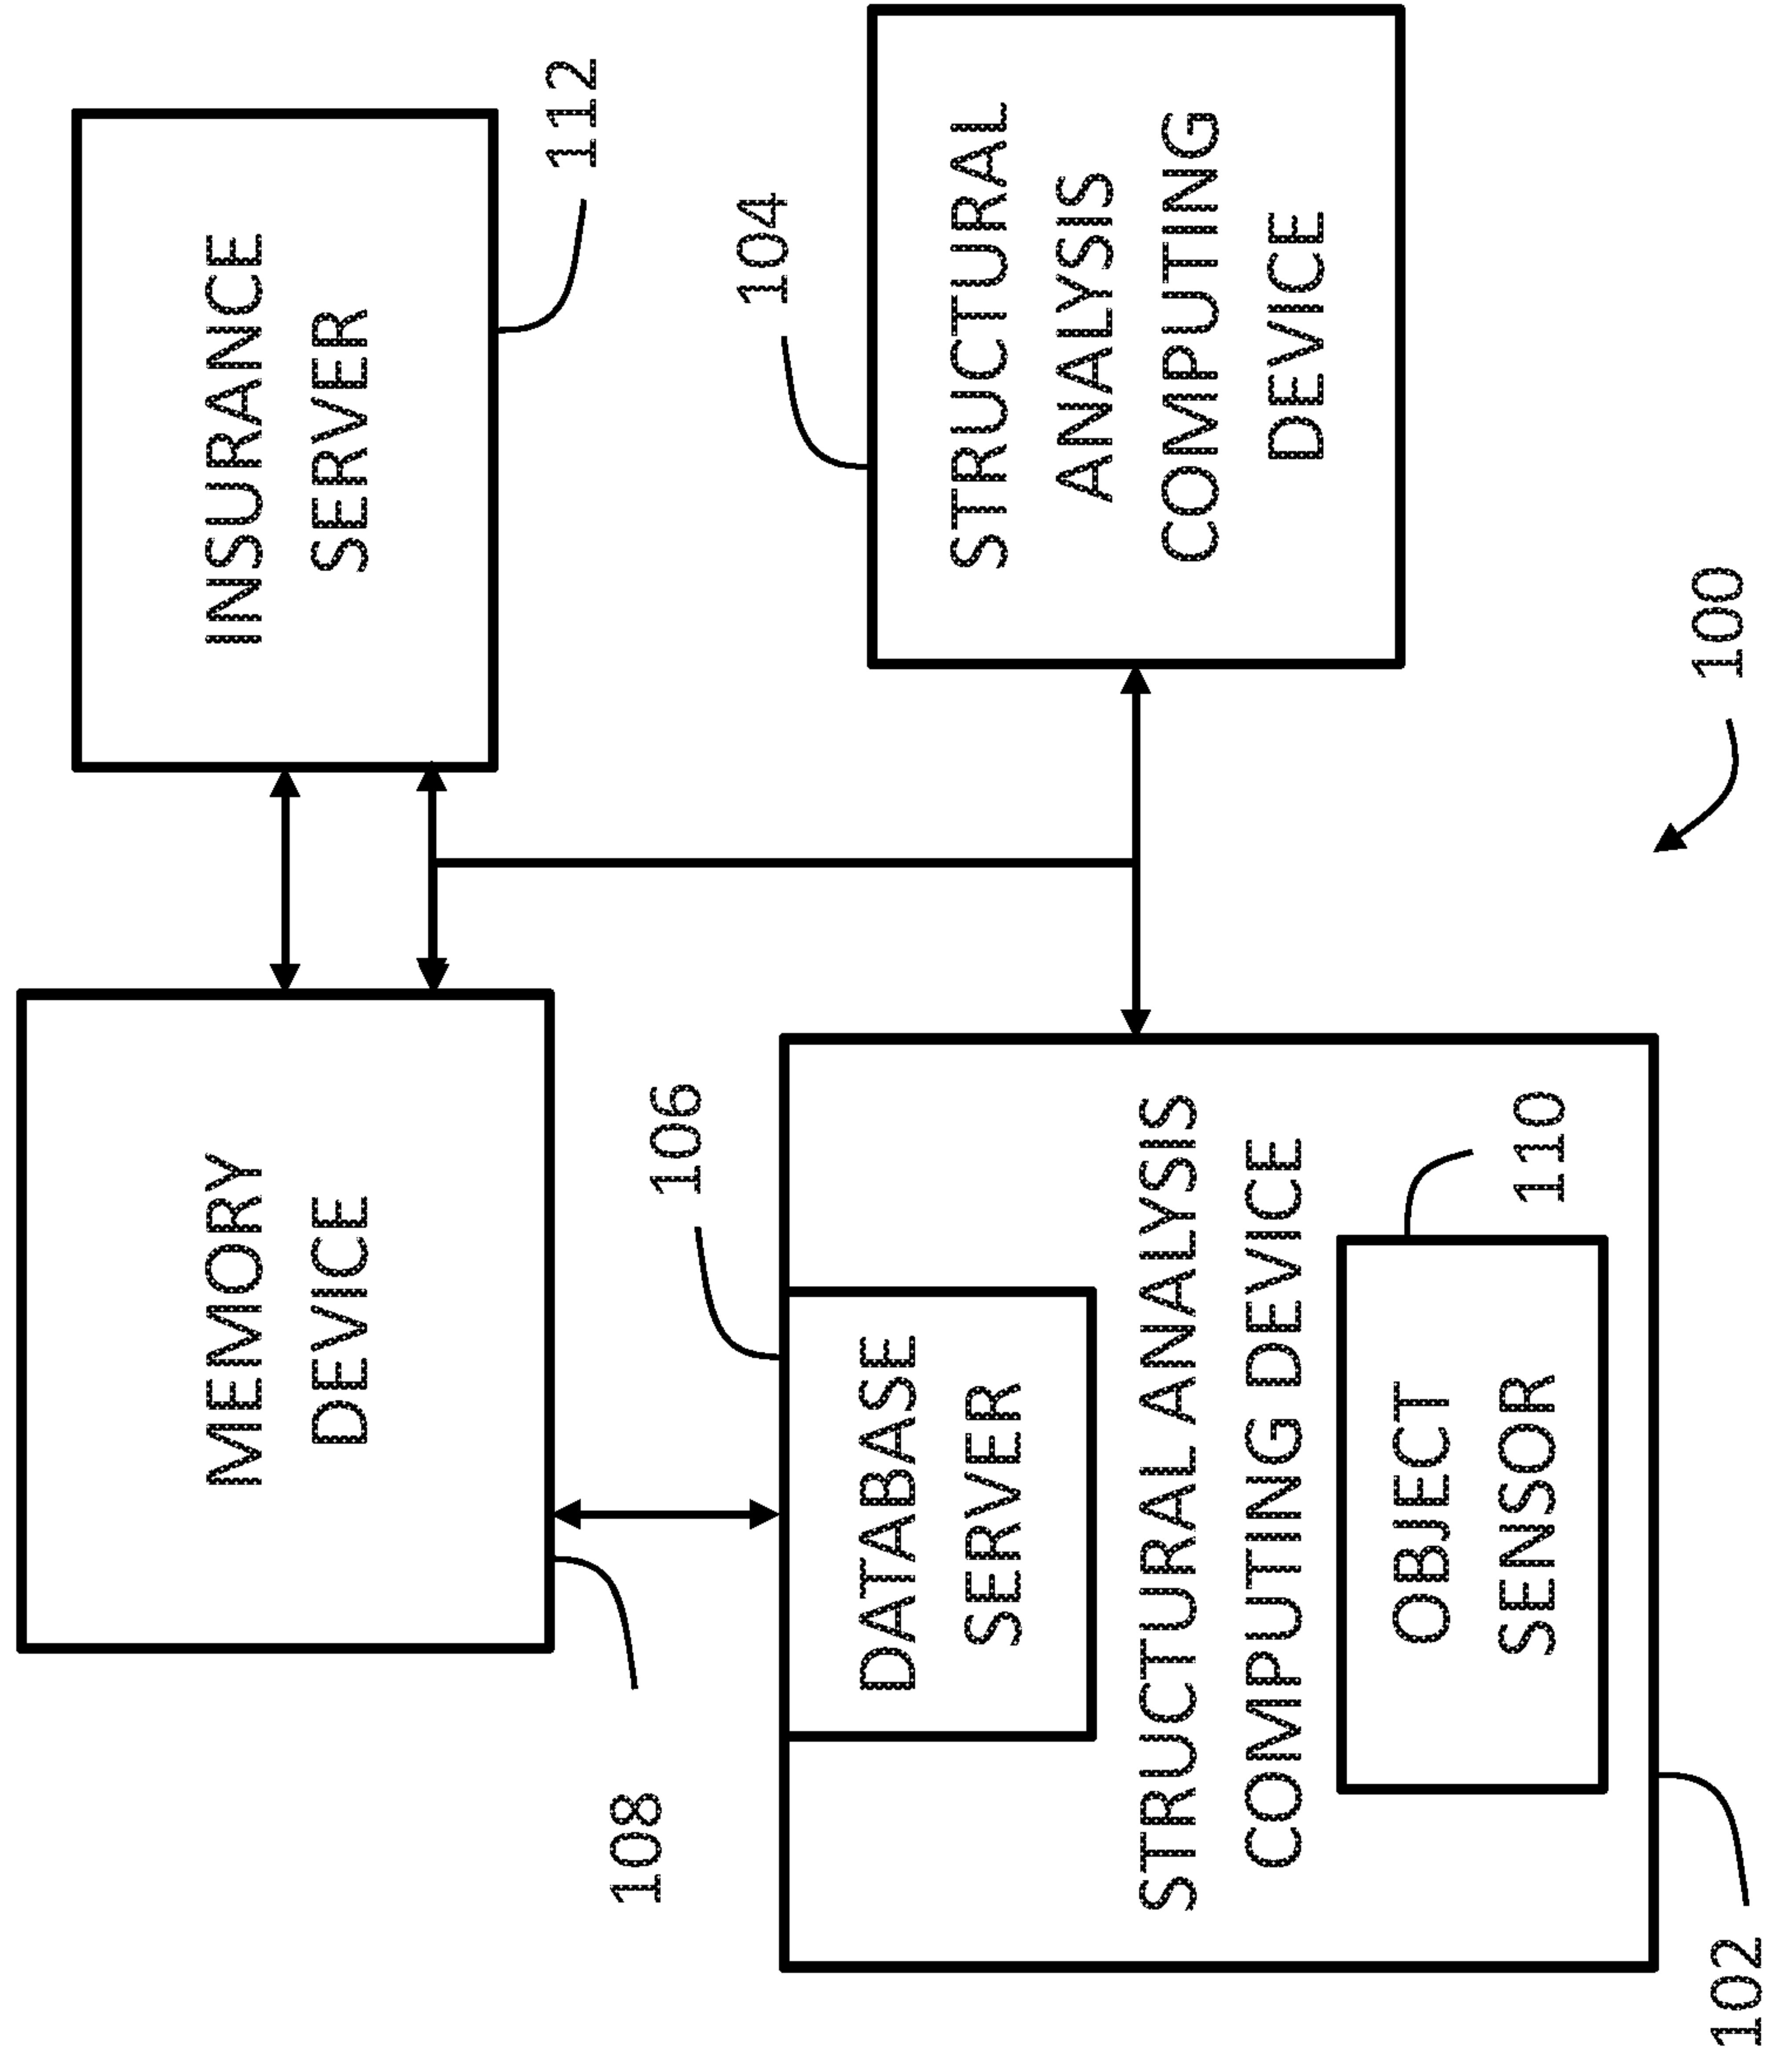 MEMORY
DEVICE
108
INSURANCE
SERVER
112
106
104
DATABASE
SERVER
STRUCTURAL ANALYSIS
COMPUTING DEVICE
OBJECT
SENSOR
110
102
STRUCTURAL
ANALYSIS
COMPUTING
DEVICE
100